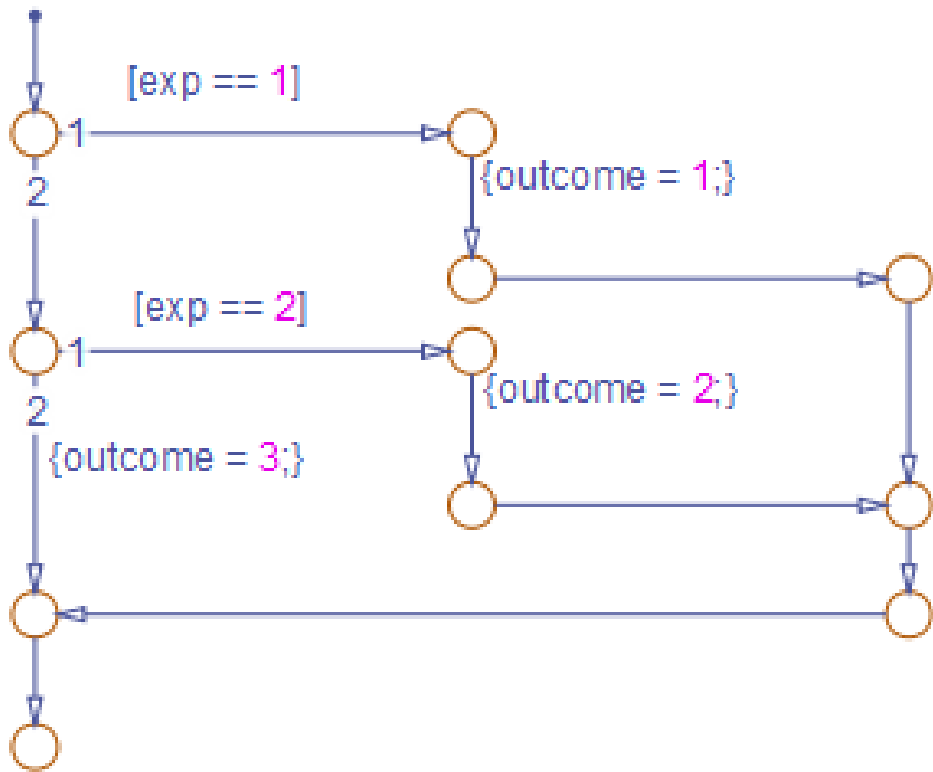 [exp == 1]
1
{outcome = 1;}
2
[exp == 2]
1
{outcome = 2;}
2
{outcome = 3;}